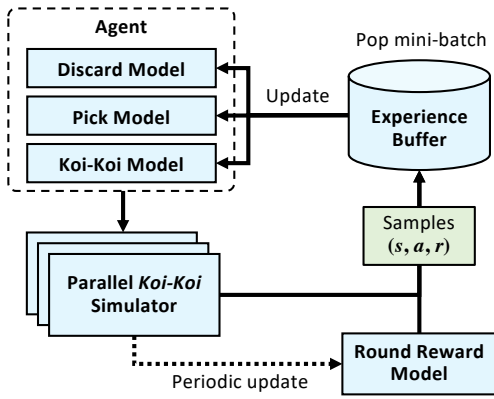 Agent
Discard Model
Pick Model
Koi-Koi Model
Update
Pop mini-batch
Experience
Buffer
Samples
(s, a, r)
Parallel Koi-Koi
Simulator
Round Reward
Model
Periodic update